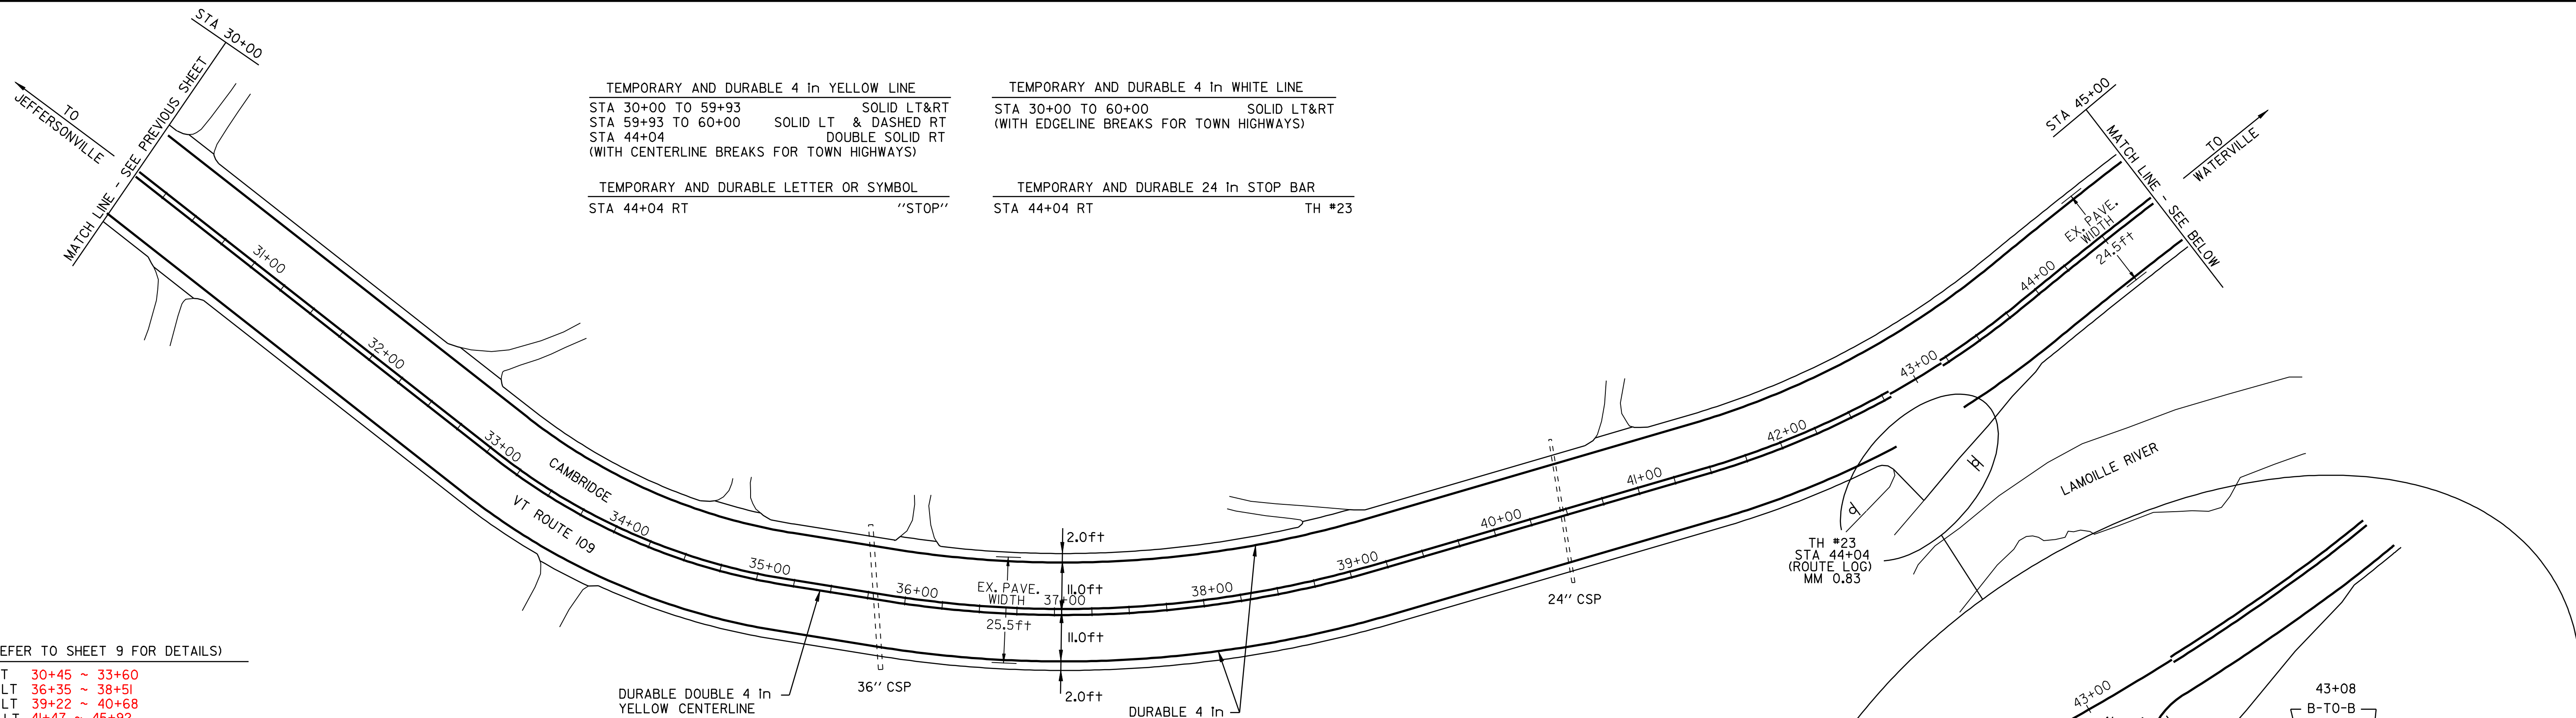 STA 30+00
MATCH LINE - SEE PREVIOUS SHEET
TO
JEFFERSONVILLE
TEMPORARY AND DURABLE 4 in YELLOW LINE
STA 30+00 TO 59+93 SOLID LT&RT
STA 59+93 TO 60+00 SOLID LT & DASHED RT
STA 44+04 DOUBLE SOLID RT
(WITH CENTERLINE BREAKS FOR TOWN HIGHWAYS)
TEMPORARY AND DURABLE 4 in WHITE LINE
STA 30+00 TO 60+00 SOLID LT&RT
(WITH EDGELINE BREAKS FOR TOWN HIGHWAYS)
TEMPORARY AND DURABLE LETTER OR SYMBOL
STA 44+04 RT "STOP"
TEMPORARY AND DURABLE 24 in STOP BAR
STA 44+04 RT TH #23
STA 45+00
MATCH LINE - SEE BELOW
TO
WATERVILLE
31+00
32+00
33+00
34+00
35+00
36+00
37+00
38+00
39+00
40+00
41+00
42+00
43+00
44+00
CAMBRIDGE
VT ROUTE 109
EX. PAVE.
WIDTH
25.5ft
2.0ft
11.0ft
11.0ft
2.0ft
EX. PAVE.
WIDTH
24.5ft
36" CSP
24" CSP
DURABLE DOUBLE 4 in
YELLOW CENTERLINE
DURABLE 4 in
TH #23
STA 44+04
(ROUTE LOG)
MM 0.83
LAMOILLE RIVER
43+00
43+08
B-TO-B
EFER TO SHEET 9 FOR DETAILS)
T 30+45 ~ 33+60
LT 36+35 ~ 38+51
LT 39+22 ~ 40+68
LT 41+47 ~ 45+92